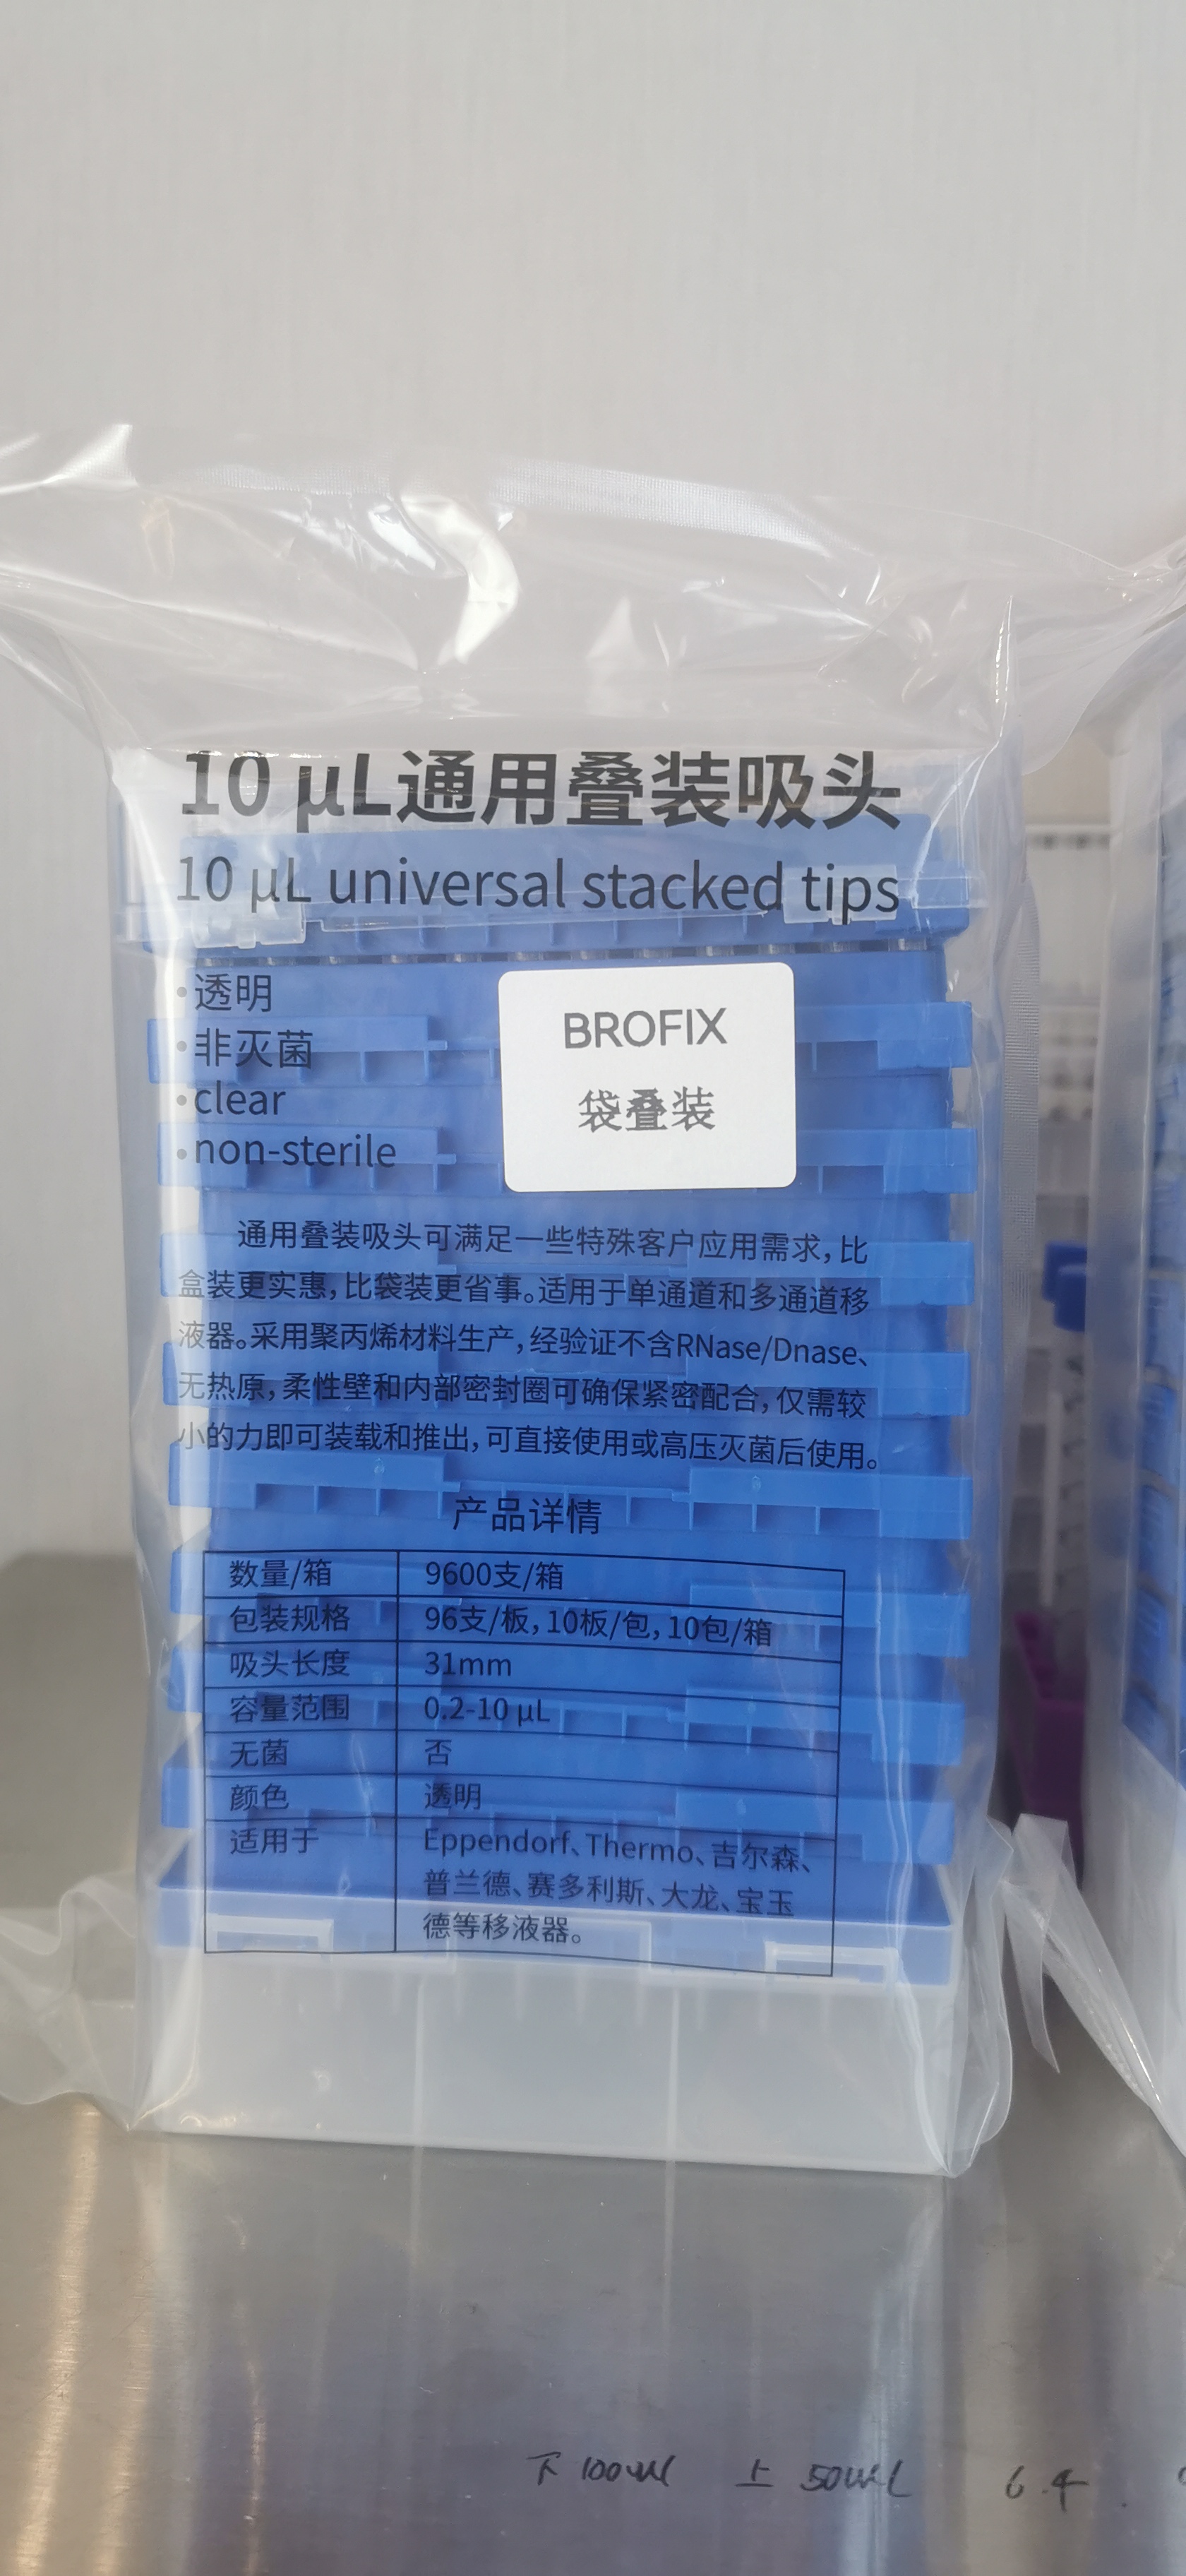 10 μL通用叠装吸头
10 μL universal stacked tips
•透明
•非灭菌
•clear
•non-sterile
BROFIX
袋叠装
通用叠装吸头可满足一些特殊客户应用需求，比
盒装更实惠，比袋装更省事。适用于单通道和多通道移
液器。采用聚丙烯材料生产，经验证不含RNase/Dnase、
无热原，柔性壁和内部密封圈可确保紧密配合，仅需较
小的力即可装载和推出，可直接使用或高压灭菌后使用。
产品详情
数量/箱 9600支/箱
包装规格 96支/板，10板/包，10包/箱
吸头长度 31mm
容量范围 0.2-10 μL
无菌 否
颜色 透明
适用于 Eppendorf、Thermo、吉尔森、
普兰德、赛多利斯、大龙、宝玉
德等移液器。
下 100ul 上 50ul 6.4